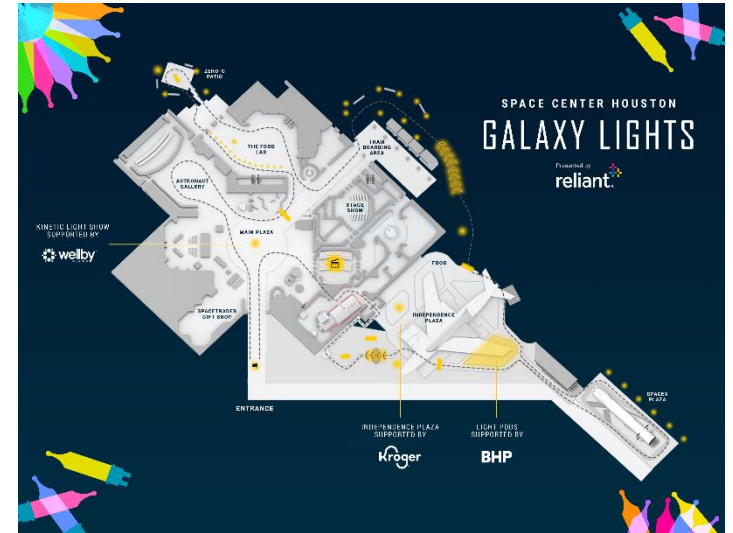 SPACE CENTER HOUSTON
GALAXY LIGHTS
Presented by
reliant.
ZERO-G
PATIO
THE FOOD
LAB
TRAM
BOARDING
AREA
ASTRONAUT
GALLERY
STAGE
SHOW
KINETIC LIGHT SHOW
SUPPORTED BY
wellby
MAIN PLAZA
FOOD
SPACETRADER
GIFT SHOP
INDEPENDENCE
PLAZA
ENTRANCE
SPACEX
PLAZA
INDEPENDENCE PLAZA
SUPPORTED BY
Kroger
LIGHT PODS
SUPPORTED BY
BHP